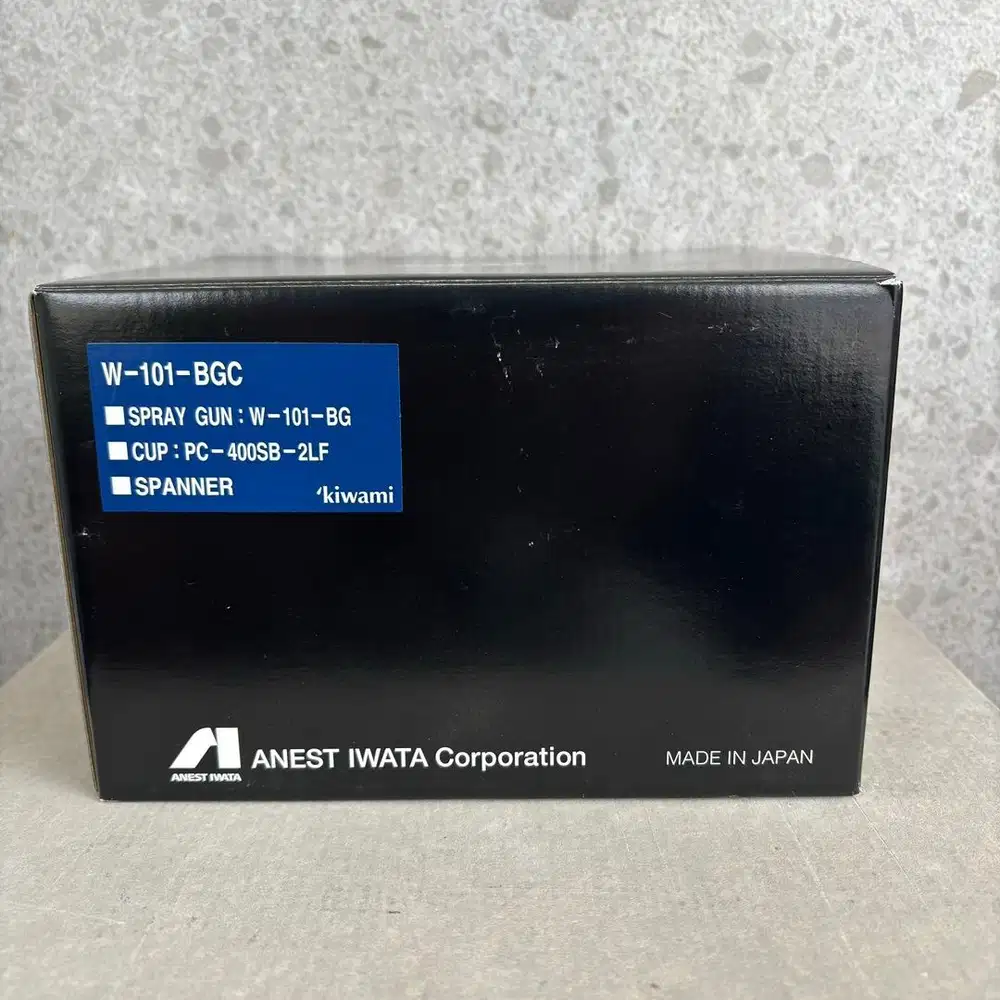 W-101-BGC
■SPRAY GUN : W-101-BG
■CUP : PC-400SB-2LF
■SPANNER
'kiwami
ANEST IWATA
ANEST IWATA Corporation
MADE IN JAPAN